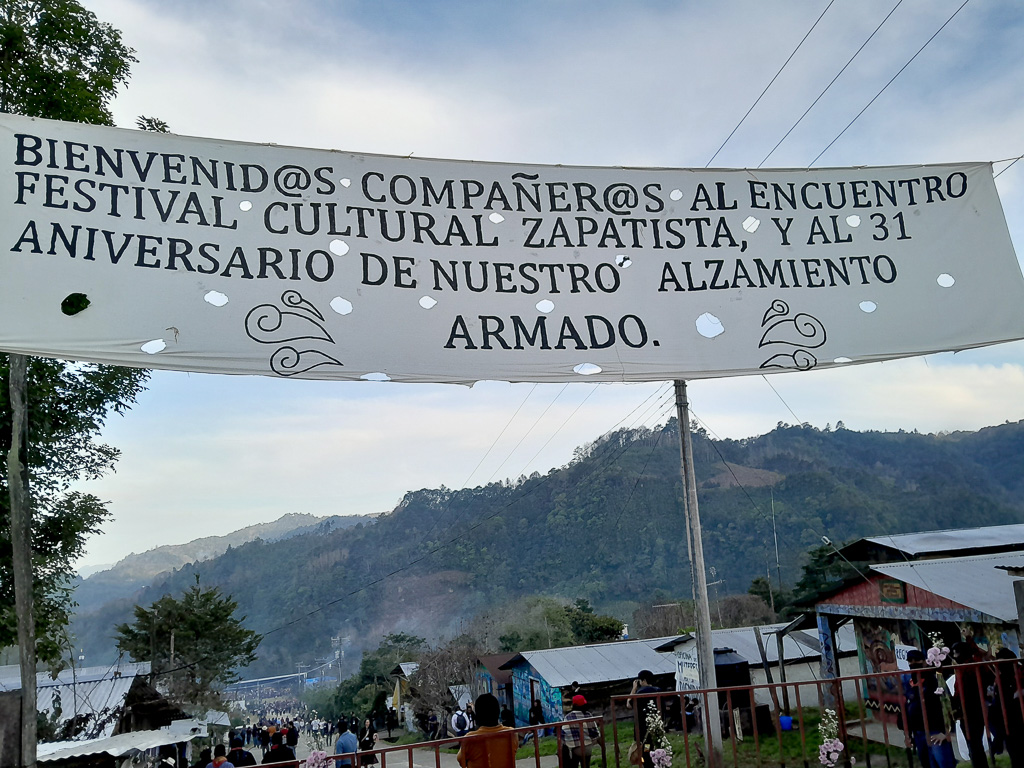 BIENVENID@S COMPAÑER@S AL ENCUENTRO
FESTIVAL CULTURAL ZAPATISTA, Y AL 31
ANIVERSARIO DE NUESTRO ALZAMIENTO
ARMADO.